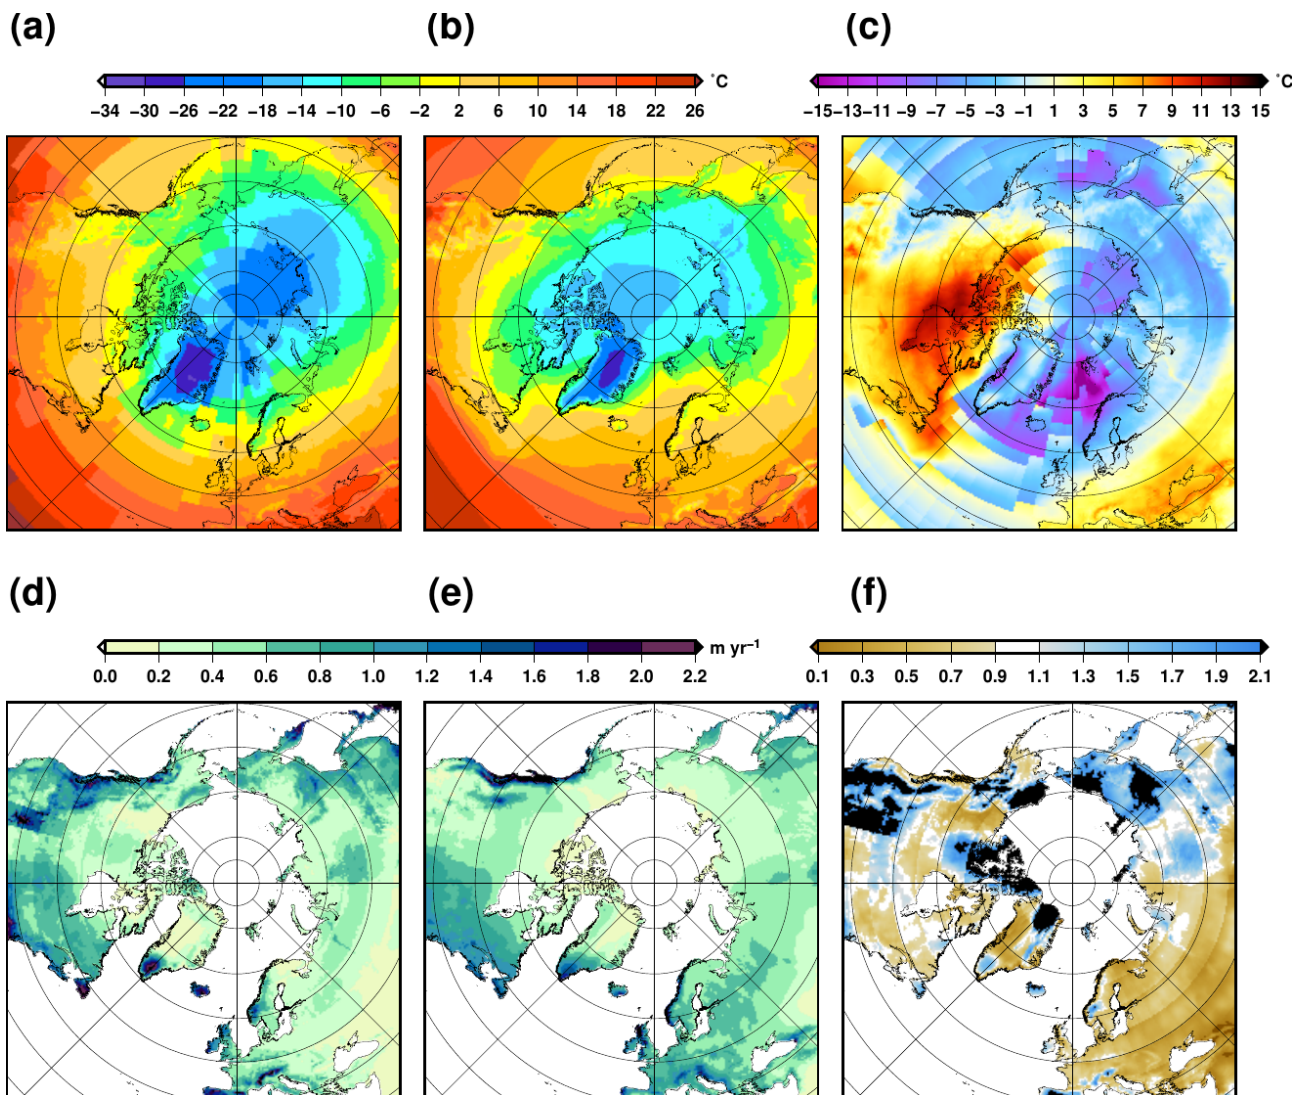 (a) (b) (c)
°C °C
−34 −30 −26 −22 −18 −14 −10 −6 −2 2 6 10 14 18 22 26 −15 −13 −11 −9 −7 −5 −3 −1 1 3 5 7 9 11 13 15
(d) (e) (f)
m yr−1
0.0 0.2 0.4 0.6 0.8 1.0 1.2 1.4 1.6 1.8 2.0 2.2 0.1 0.3 0.5 0.7 0.9 1.1 1.3 1.5 1.7 1.9 2.1